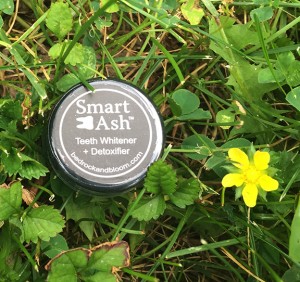 Smart
Ash™
Teeth Whitener
+ Detoxifier
bedrockandbloom.com